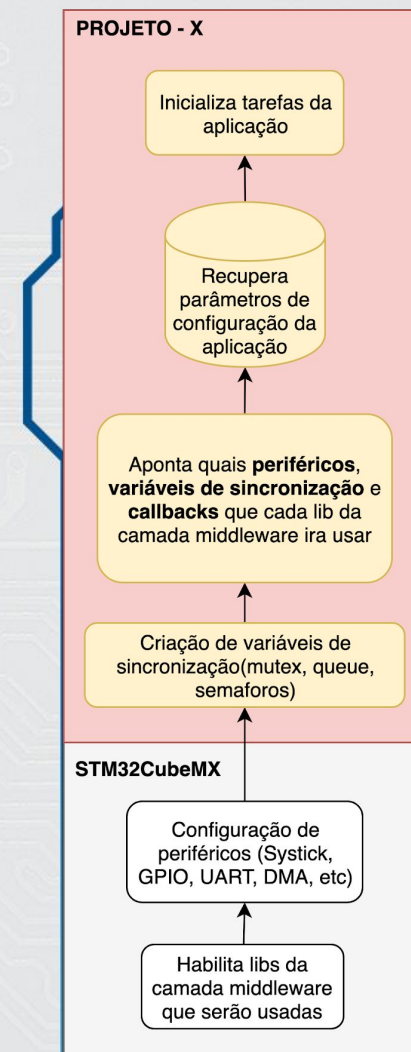 PROJETO - X
Inicializa tarefas da
aplicação
Recupera
parâmetros de
configuração da
aplicação
Aponta quais periféricos,
variáveis de sincronização e
callbacks que cada lib da
camada middleware ira usar
Criação de variáveis de
sincronização(mutex, queue,
semaforos)
STM32CubeMX
Configuração de
periféricos (Systick,
GPIO, UART, DMA, etc)
Habilita libs da
camada middleware
que serão usadas